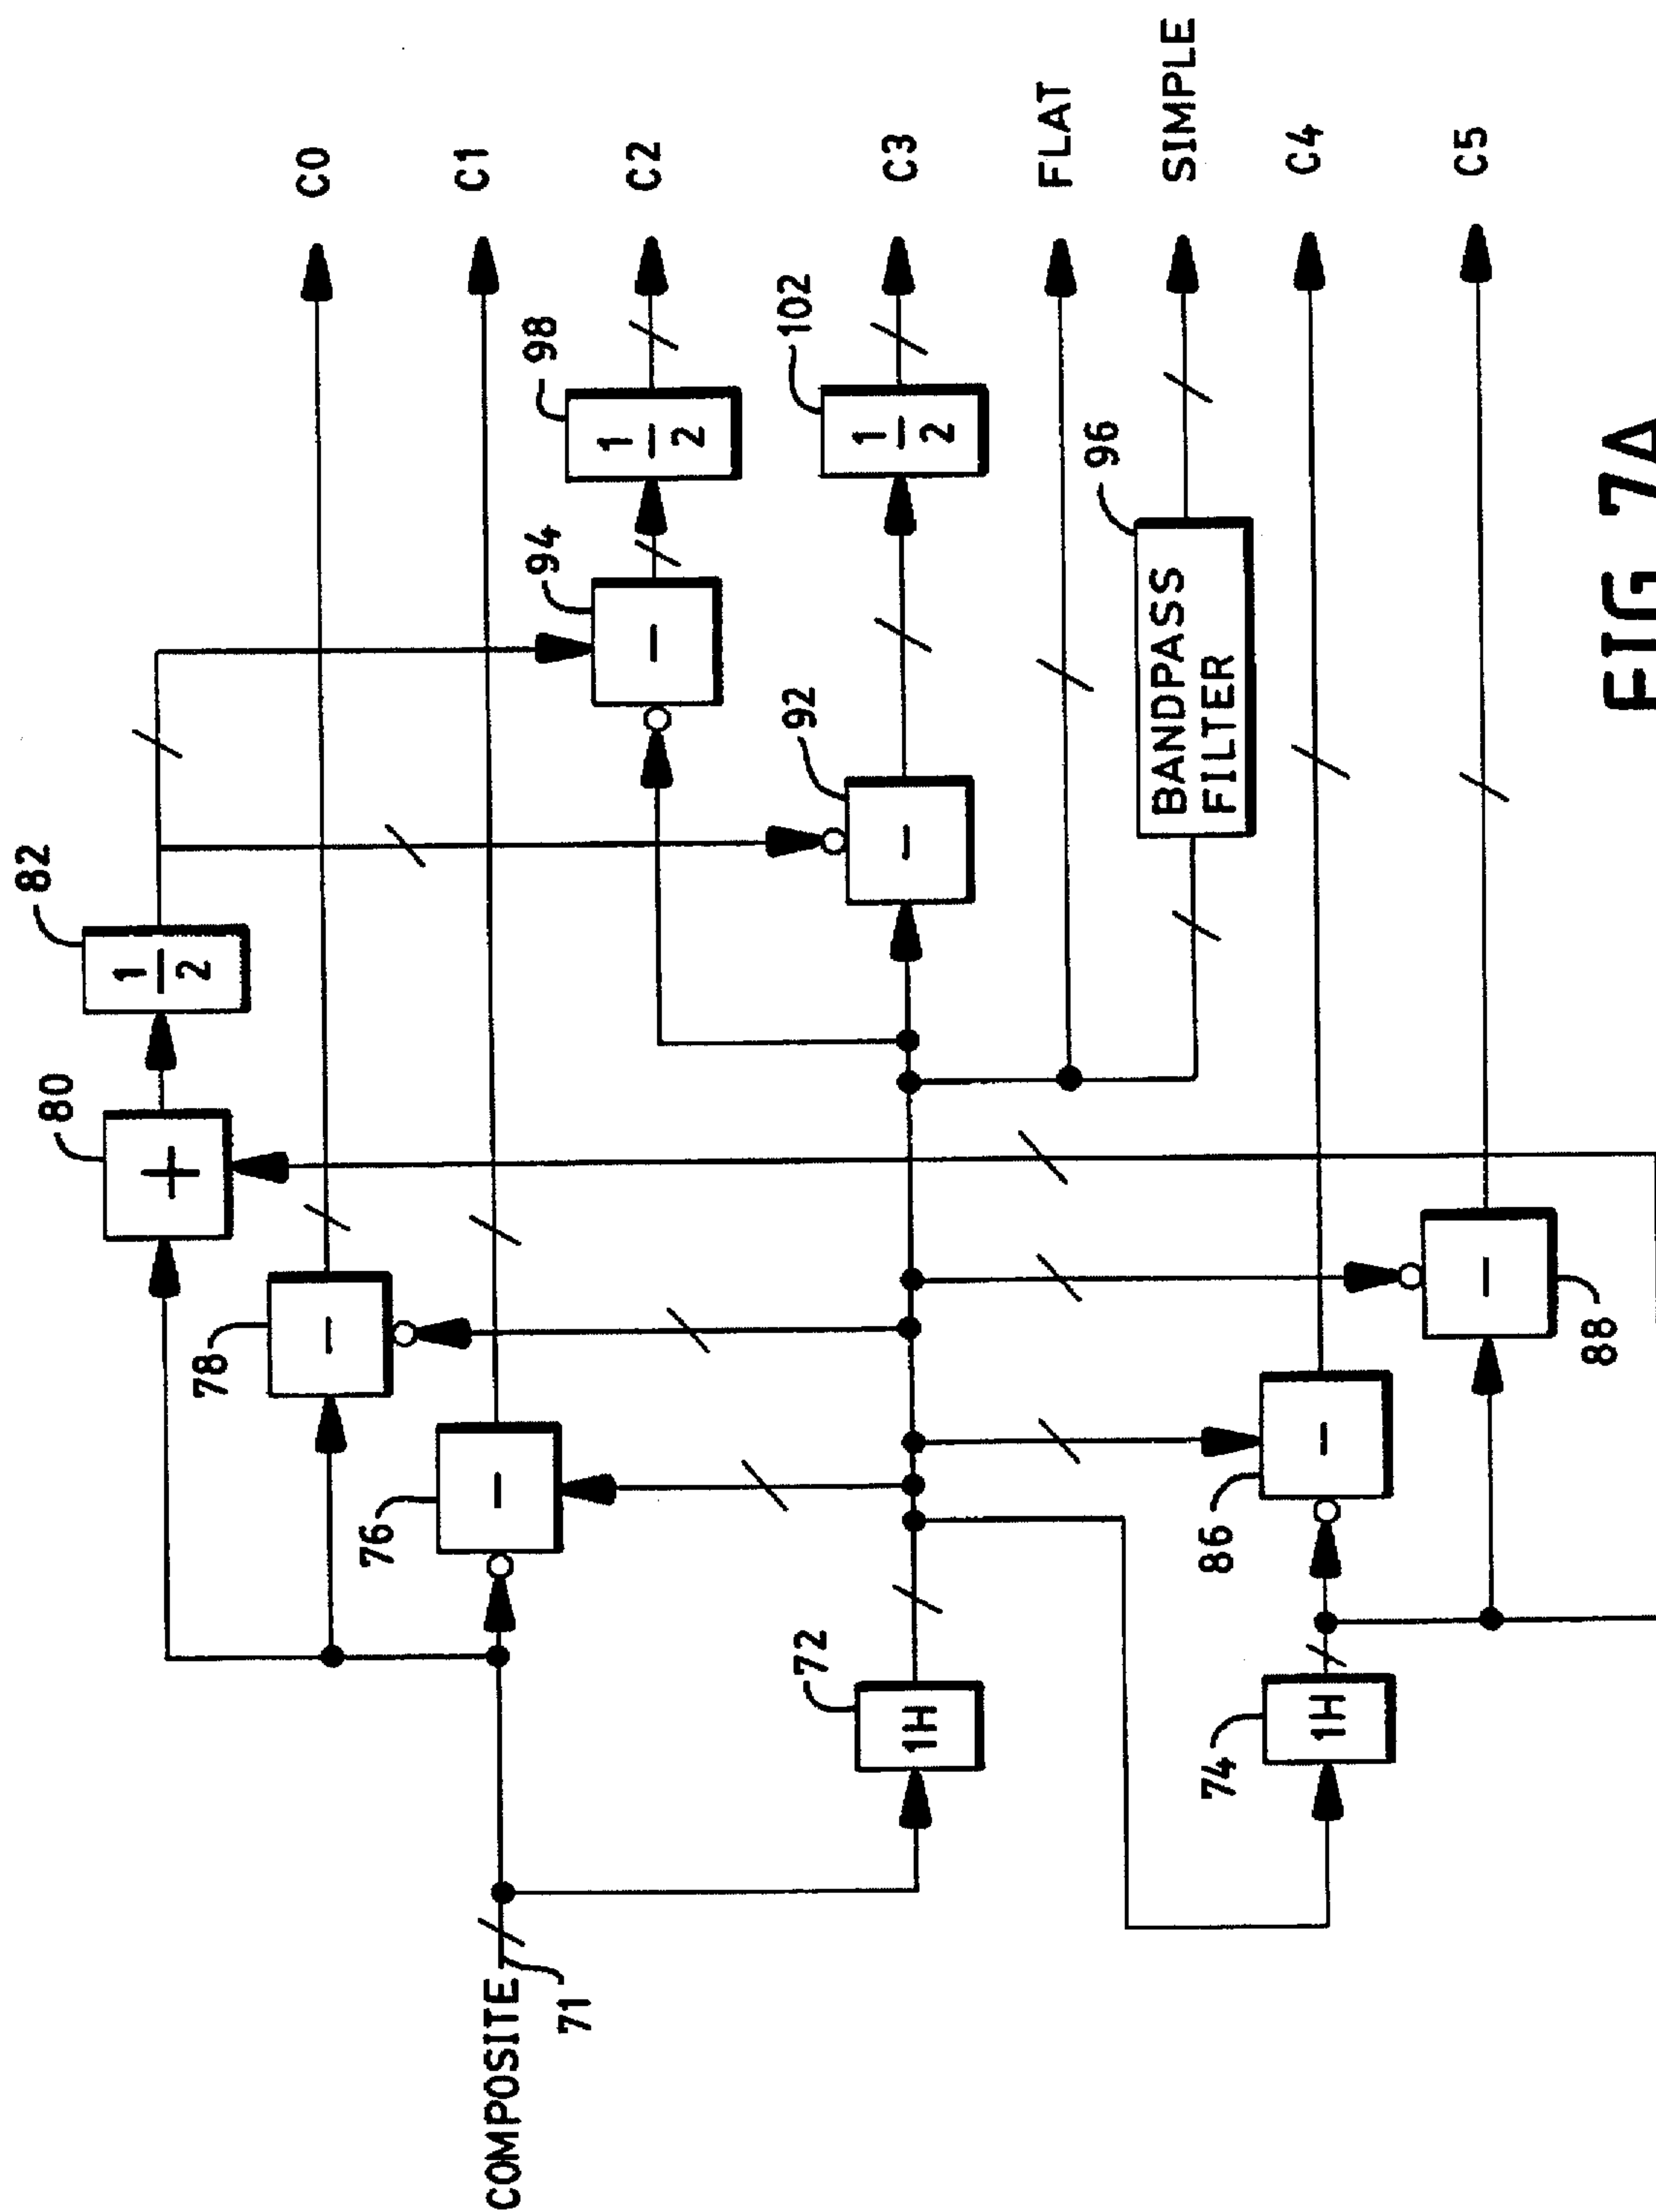 COMPOSITE
71
72
1H
74
1H
76
−
78
−
80
+
82
1
2
86
−
88
−
92
−
94
−
98
1
2
102
1
2
96
BANDPASS
FILTER
C0
C1
C2
C3
FLAT
SIMPLE
C4
C5
FIG 7A